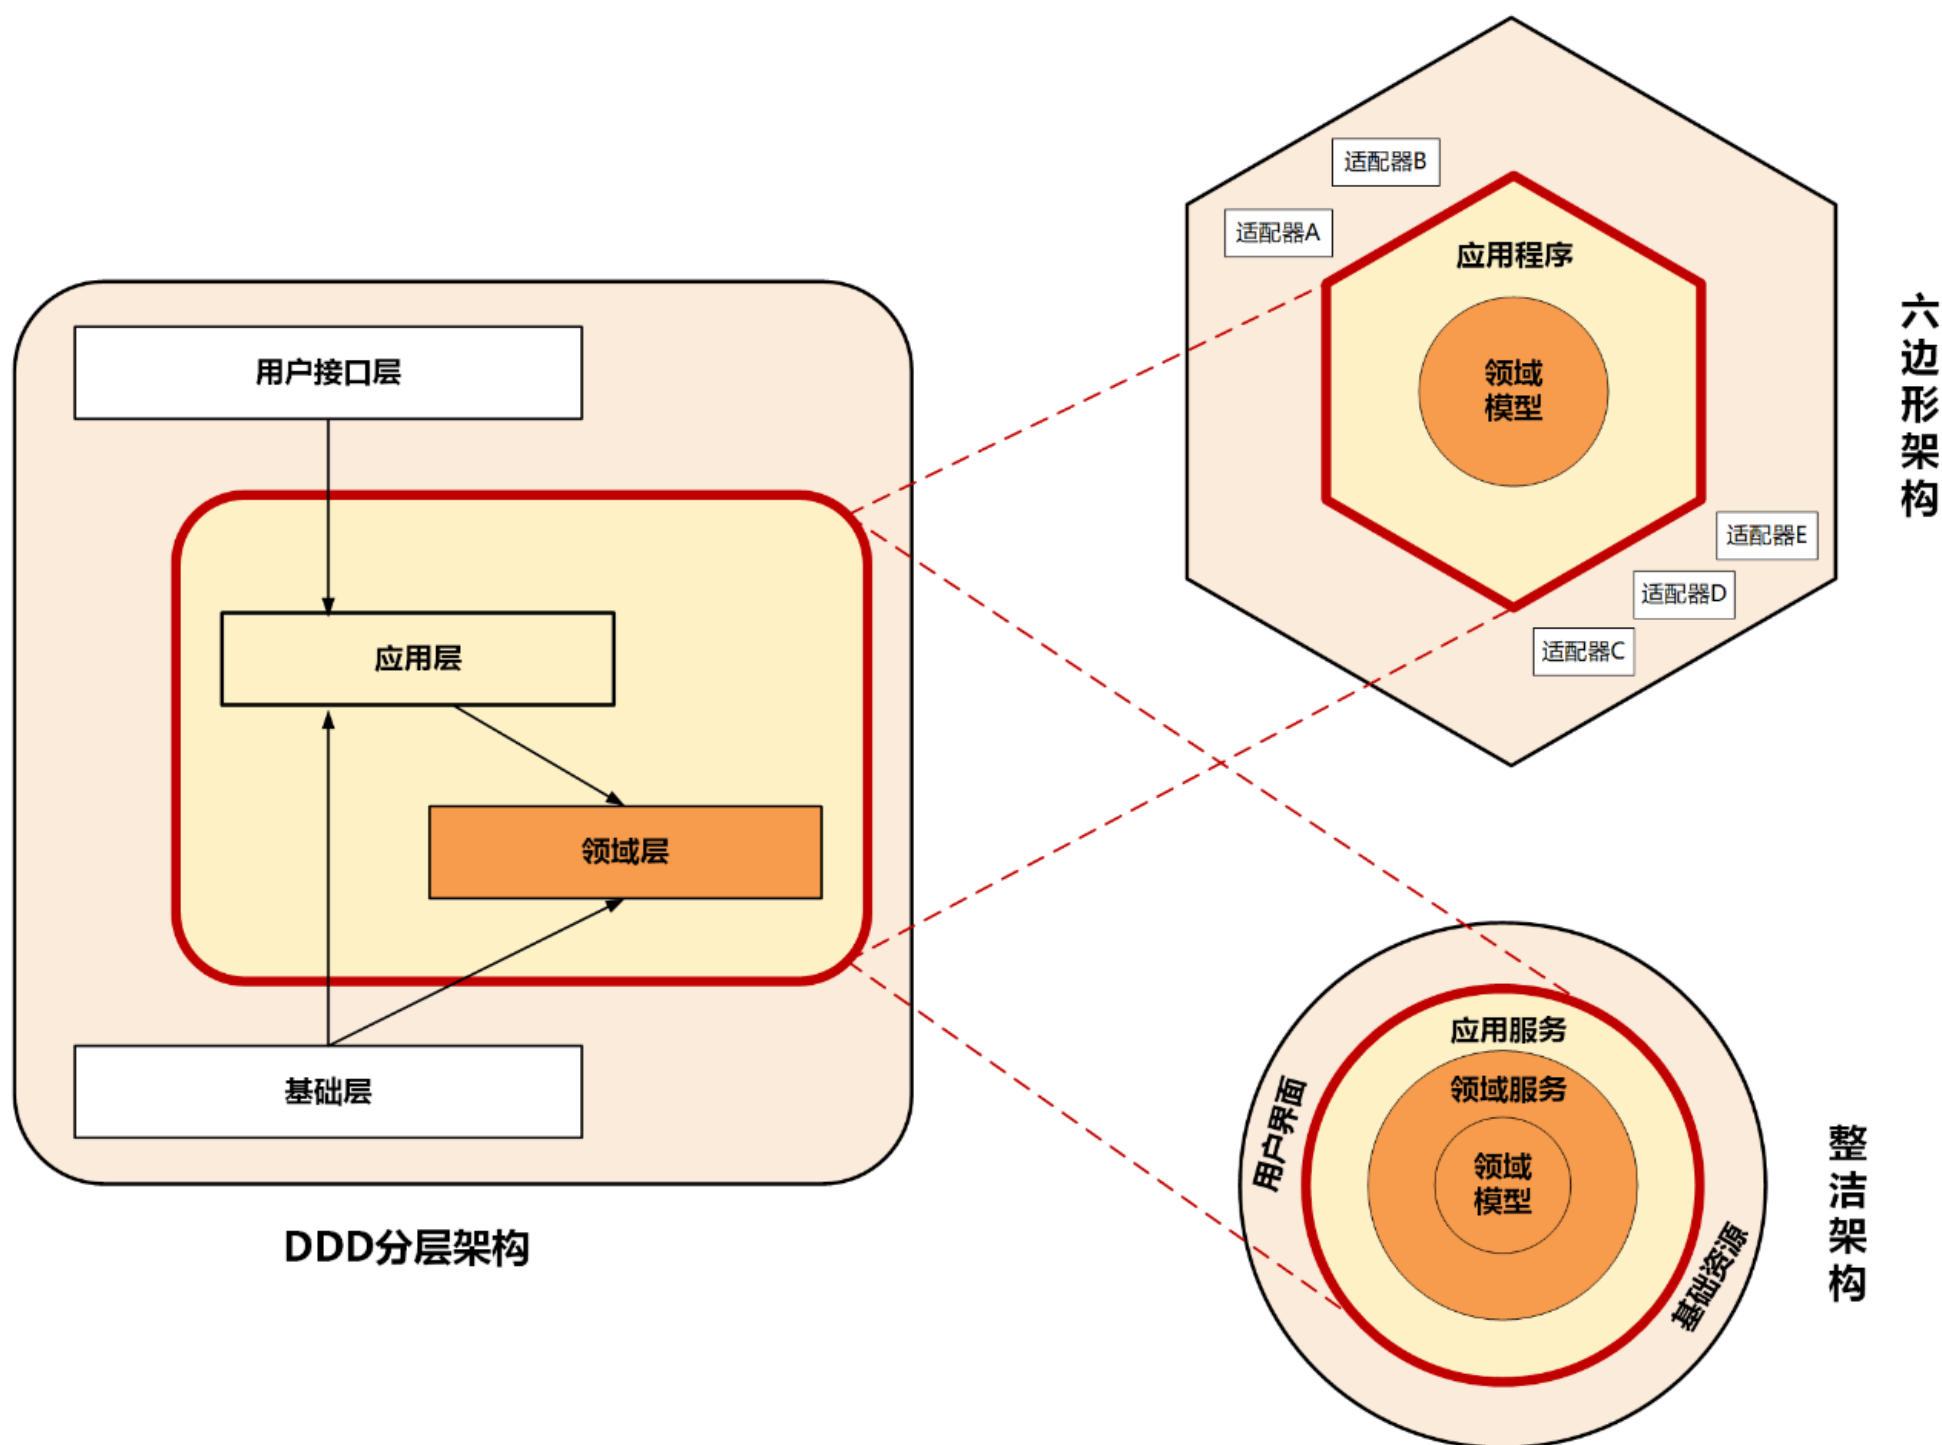 用户接口层
应用层
领域层
基础层
DDD分层架构
适配器B
适配器A
应用程序
领域
模型
适配器E
适配器D
适配器C
六边形架构
应用服务
领域服务
领域
模型
用户界面
基础资源
整洁架构